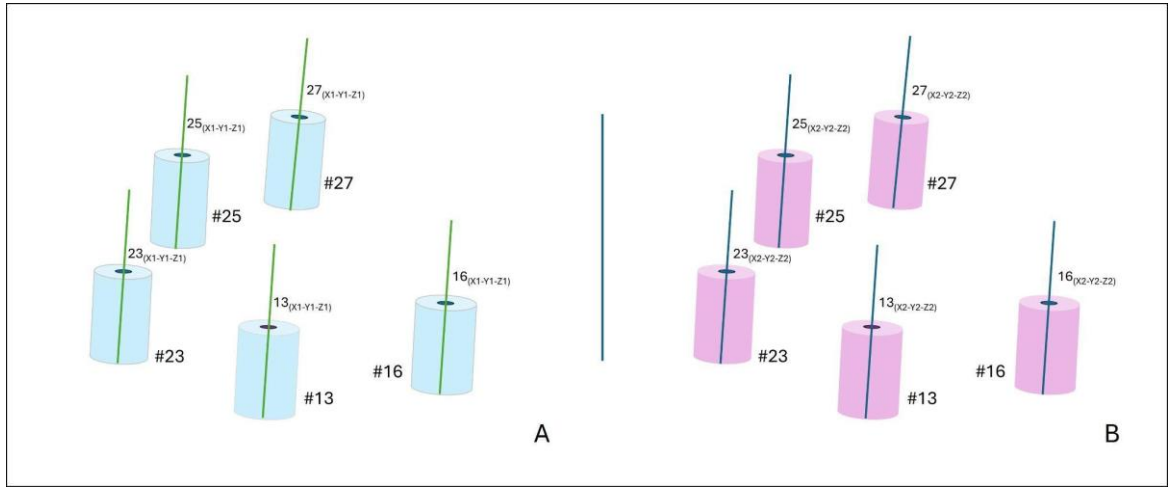 27(X1-Y1-Z1)
25(X1-Y1-Z1)
#27
#25
23(X1-Y1-Z1)
16(X1-Y1-Z1)
13(X1-Y1-Z1)
#23
#16
#13
A
27(X2-Y2-Z2)
25(X2-Y2-Z2)
#27
#25
23(X2-Y2-Z2)
16(X2-Y2-Z2)
13(X2-Y2-Z2)
#23
#16
#13
B